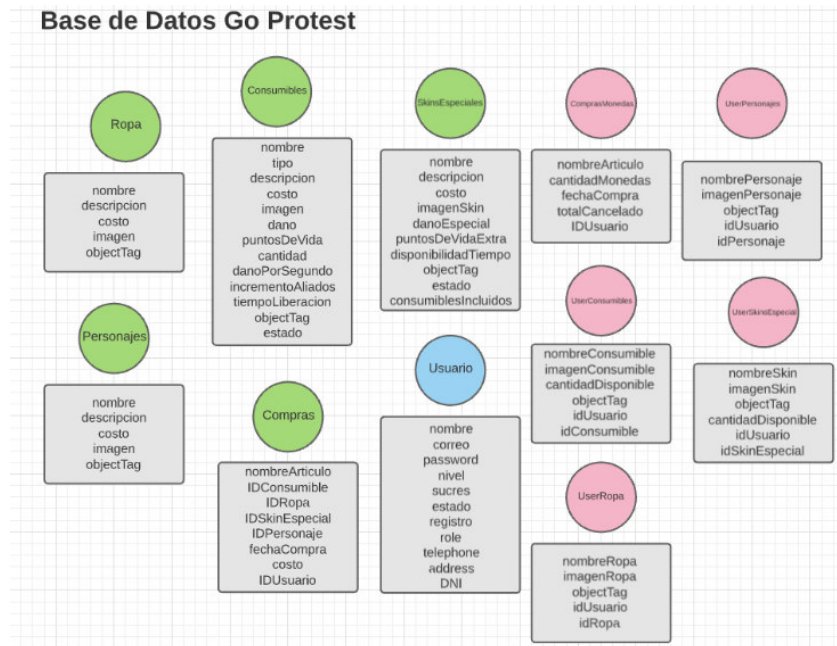 Base de Datos Go Protest
Ropa
nombre
descripcion
costo
imagen
objectTag
Personajes
nombre
descripcion
costo
imagen
objectTag
Consumibles
nombre
tipo
descripcion
costo
imagen
dano
puntosDeVida
cantidad
danoPorSegundo
incrementoAliados
tiempoLiberacion
objectTag
estado
Compras
nombreArticulo
IDConsumible
IDRopa
IDSkinEspecial
IDPersonaje
fechaCompra
costo
IDUsuario
SkinsEspeciales
nombre
descripcion
costo
imagenSkin
danoEspecial
puntosDeVidaExtra
disponibilidadTiempo
objectTag
estado
consumiblesIncluidos
Usuario
nombre
correo
password
nivel
sucres
estado
registro
role
telephone
address
DNI
ComprasMonedas
nombreArticulo
cantidadMonedas
fechaCompra
totalCancelado
IDUsuario
UserConsumibles
nombreConsumible
imagenConsumible
cantidadDisponible
objectTag
idUsuario
idConsumible
UserRopa
nombreRopa
imagenRopa
objectTag
idUsuario
idRopa
UserPersonajes
nombrePersonaje
imagenPersonaje
objectTag
idUsuario
idPersonaje
UserSkinsEspecial
nombreSkin
imagenSkin
objectTag
cantidadDisponible
idUsuario
idSkinEspecial